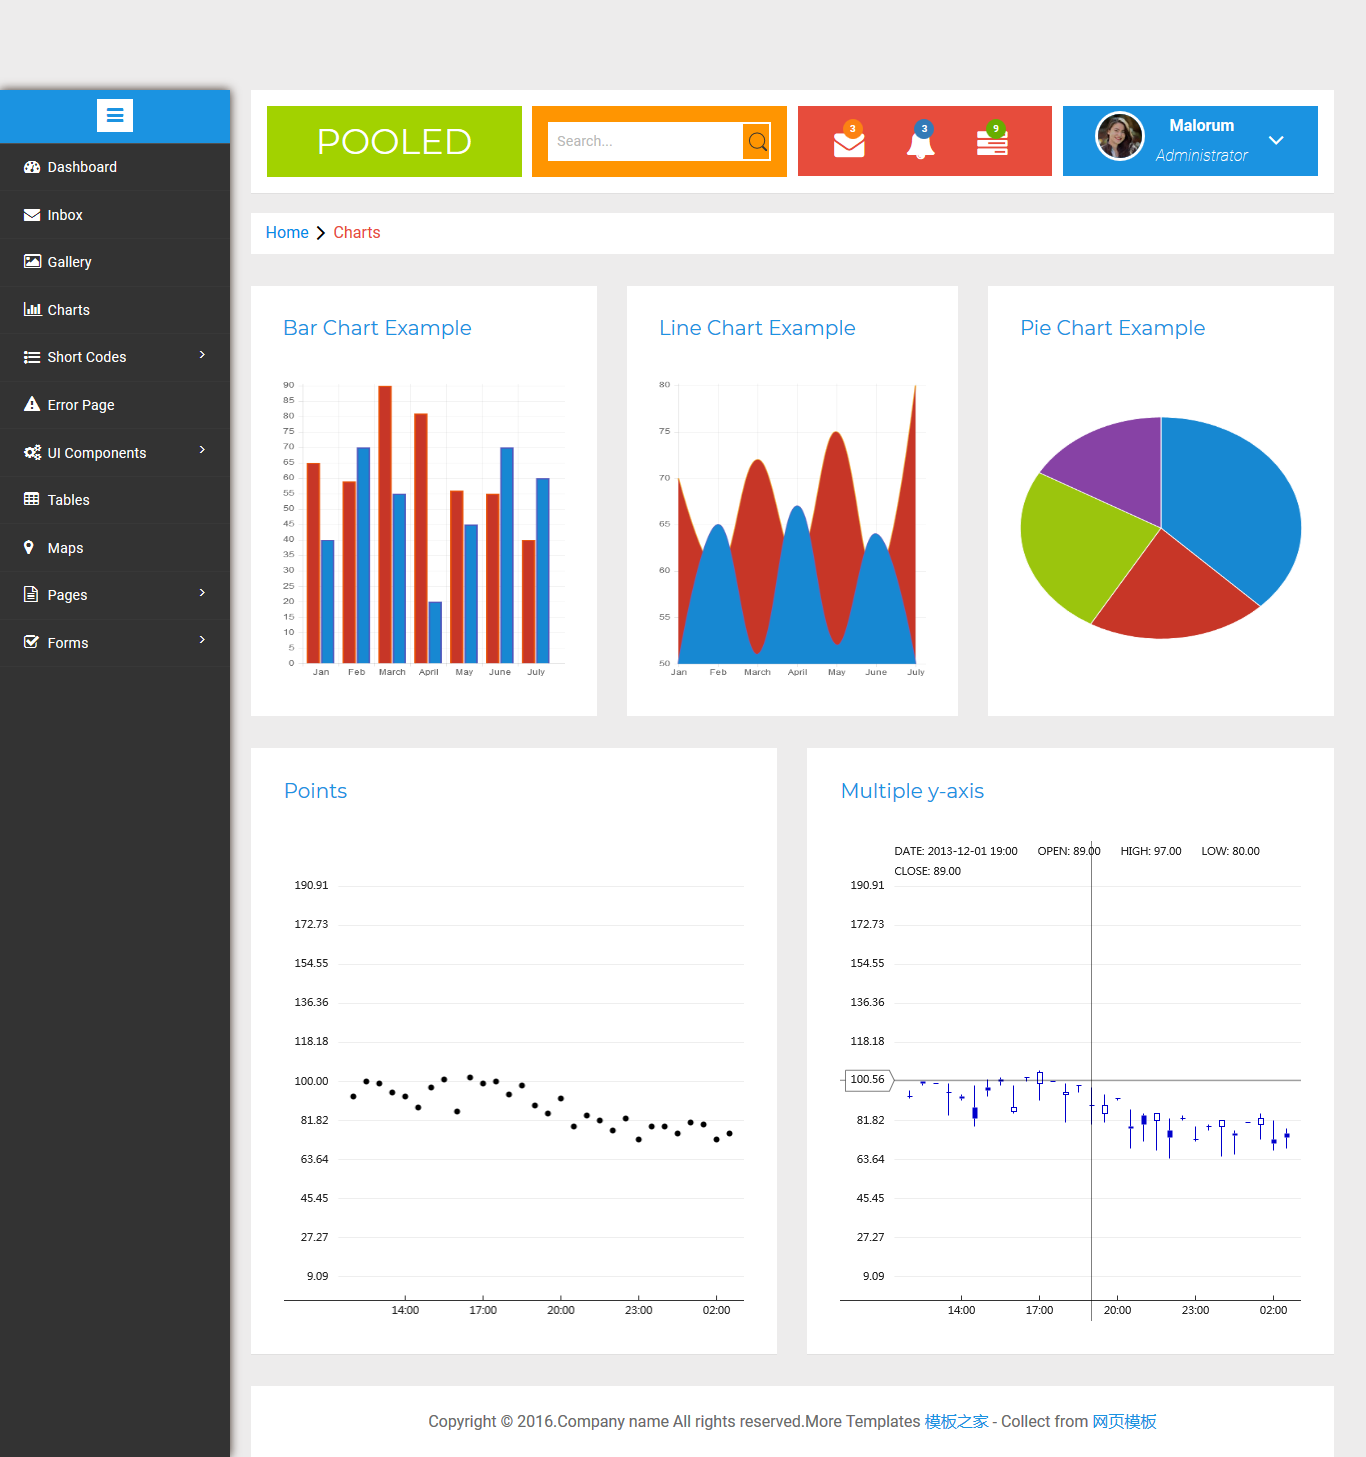 POOLED
Search...
3
3
9
Malorum
Administrator
Dashboard
Inbox
Gallery
Charts
Short Codes
Error Page
UI Components
Tables
Maps
Pages
Forms
Home
Charts
Bar Chart Example
90
85
80
75
70
65
60
55
50
45
40
35
30
25
20
15
10
5
0
Jan Feb March April May June July
Line Chart Example
80
75
70
65
60
55
50
Jan Feb March April May June July
Pie Chart Example
Points
190.91
172.73
154.55
136.36
118.18
100.00
81.82
63.64
45.45
27.27
9.09
14:00 17:00 20:00 23:00 02:00
Multiple y-axis
DATE: 2013-12-01 19:00 OPEN: 89.00 HIGH: 97.00 LOW: 80.00
CLOSE: 89.00
190.91
172.73
154.55
136.36
118.18
100.56
81.82
63.64
45.45
27.27
9.09
14:00 17:00 20:00 23:00 02:00
Copyright © 2016.Company name All rights reserved.More Templates 模板之家 - Collect from 网页模板